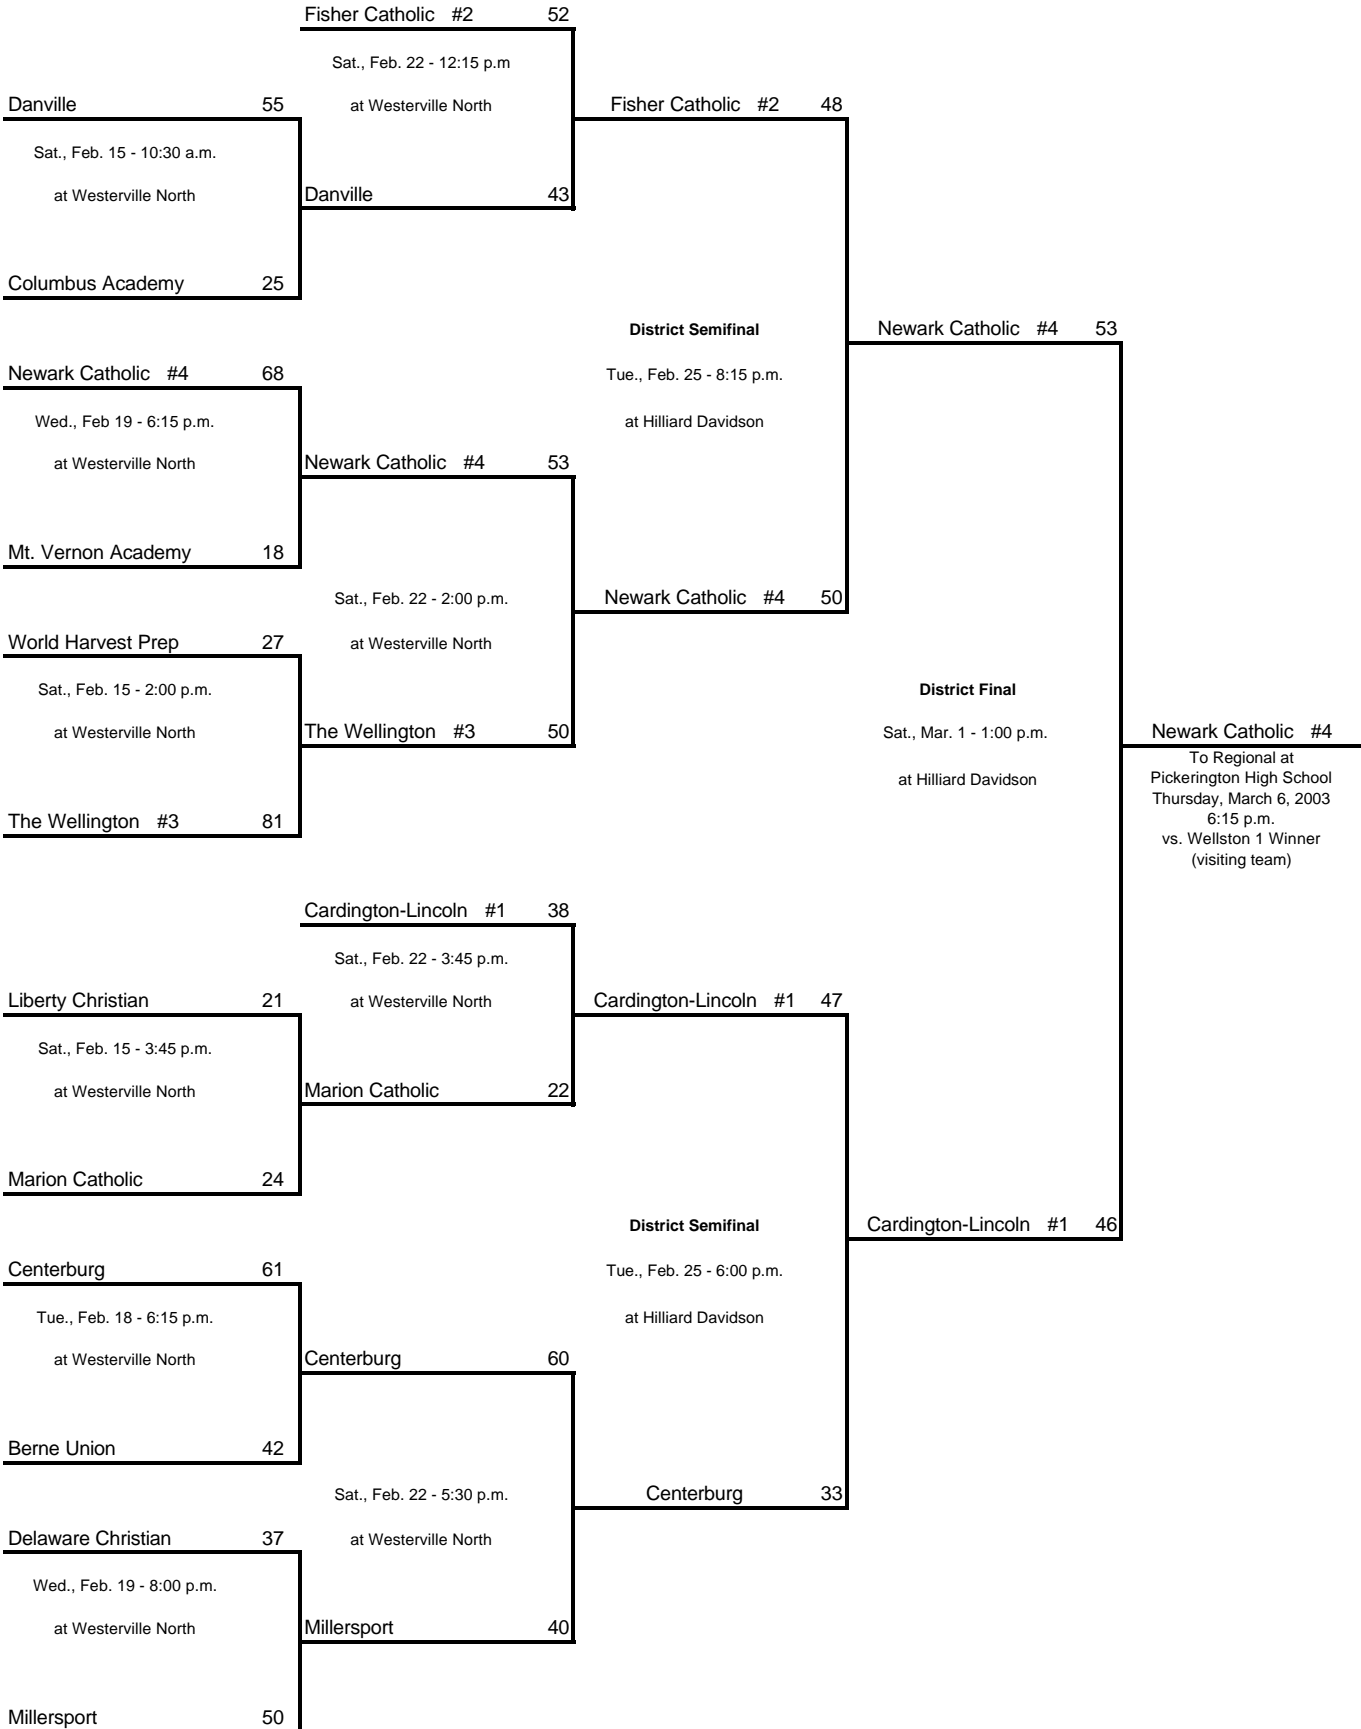 Fisher Catholic #2 52
Sat., Feb. 22 - 12:15 p.m
Danville 55 at Westerville North Fisher Catholic #2 48
Sat., Feb. 15 - 10:30 a.m.
at Westerville North Danville 43
Columbus Academy 25
District Semifinal Newark Catholic #4 53
Newark Catholic #4 68 Tue., Feb. 25 - 8:15 p.m.
Wed., Feb 19 - 6:15 p.m. at Hilliard Davidson
at Westerville North Newark Catholic #4 53
Mt. Vernon Academy 18
Sat., Feb. 22 - 2:00 p.m. Newark Catholic #4 50
World Harvest Prep 27 at Westerville North
Sat., Feb. 15 - 2:00 p.m. District Final
at Westerville North The Wellington #3 50 Sat., Mar. 1 - 1:00 p.m. Newark Catholic #4
To Regional at
at Hilliard Davidson Pickerington High School
Thursday, March 6, 2003
The Wellington #3 81 6:15 p.m.
vs. Wellston 1 Winner
(visiting team)
Cardington-Lincoln #1 38
Sat., Feb. 22 - 3:45 p.m.
Liberty Christian 21 at Westerville North Cardington-Lincoln #1 47
Sat., Feb. 15 - 3:45 p.m.
at Westerville North Marion Catholic 22
Marion Catholic 24
District Semifinal Cardington-Lincoln #1 46
Centerburg 61 Tue., Feb. 25 - 6:00 p.m.
Tue., Feb. 18 - 6:15 p.m. at Hilliard Davidson
at Westerville North Centerburg 60
Berne Union 42
Sat., Feb. 22 - 5:30 p.m. Centerburg 33
Delaware Christian 37 at Westerville North
Wed., Feb. 19 - 8:00 p.m.
at Westerville North Millersport 40
Millersport 50